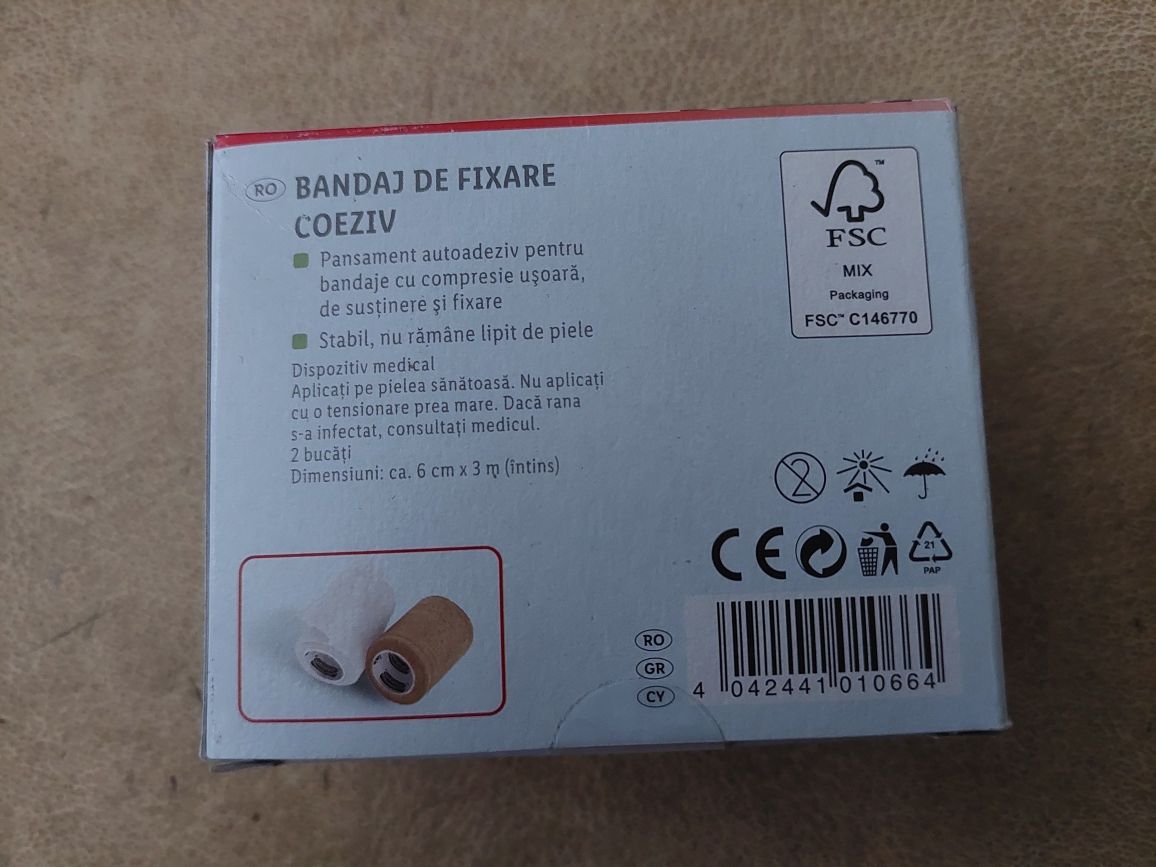 RO BANDAJ DE FIXARE
COEZIV
Pansament autoadeziv pentru
bandaje cu compresie ușoară,
de susținere și fixare
Stabil, nu rămâne lipit de piele
Dispozitiv medical
Aplicați pe pielea sănătoasă. Nu aplicați
cu o tensionare prea mare. Dacă rana
s-a infectat, consultați medicul.
2 bucăți
Dimensiuni: ca. 6 cm x 3 m (întins)
FSC™
MIX
Packaging
FSC™ C146770
2
CE
21
PAP
RO
GR
CY
4 042441 010664